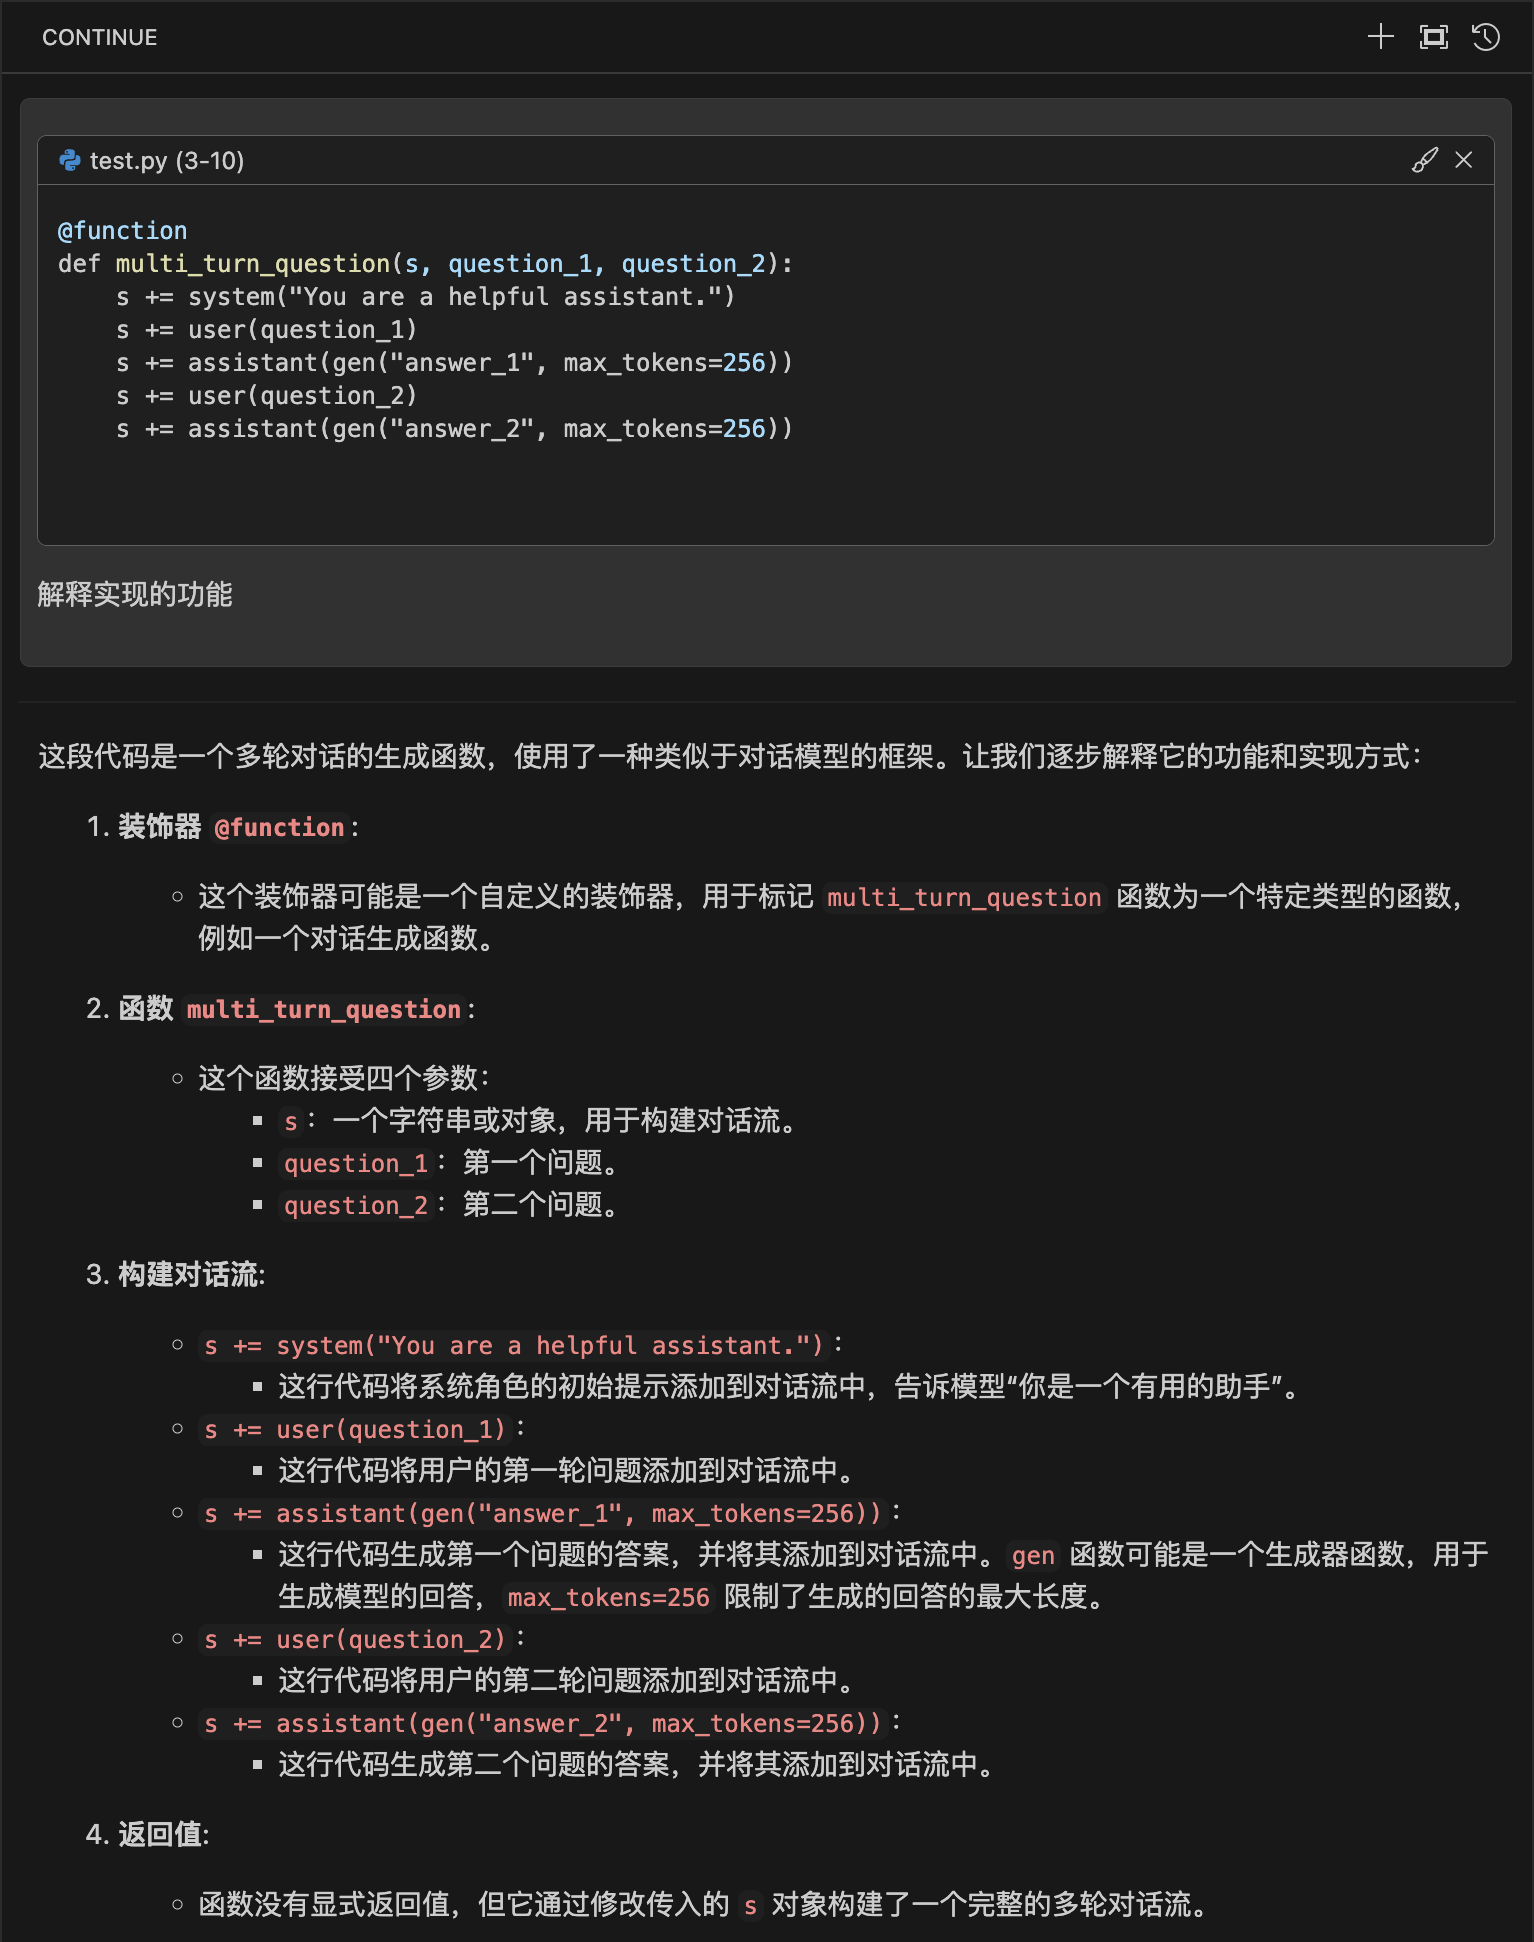 CONTINUE
test.py (3-10)
@function
def multi_turn_question(s, question_1, question_2):
    s += system("You are a helpful assistant.")
    s += user(question_1)
    s += assistant(gen("answer_1", max_tokens=256))
    s += user(question_2)
    s += assistant(gen("answer_2", max_tokens=256))
解释实现的功能
这段代码是一个多轮对话的生成函数，使用了一种类似于对话模型的框架。让我们逐步解释它的功能和实现方式：
1. 装饰器 @function：
这个装饰器可能是一个自定义的装饰器，用于标记 multi_turn_question 函数为一个特定类型的函数，
例如一个对话生成函数。
2. 函数 multi_turn_question：
这个函数接受四个参数：
s：一个字符串或对象，用于构建对话流。
question_1：第一个问题。
question_2：第二个问题。
3. 构建对话流:
s += system("You are a helpful assistant.")：
这行代码将系统角色的初始提示添加到对话流中，告诉模型“你是一个有用的助手”。
s += user(question_1)：
这行代码将用户的第一轮问题添加到对话流中。
s += assistant(gen("answer_1", max_tokens=256))：
这行代码生成第一个问题的答案，并将其添加到对话流中。gen 函数可能是一个生成器函数，用于
生成模型的回答，max_tokens=256 限制了生成的回答的最大长度。
s += user(question_2)：
这行代码将用户的第二轮问题添加到对话流中。
s += assistant(gen("answer_2", max_tokens=256))：
这行代码生成第二个问题的答案，并将其添加到对话流中。
4. 返回值:
函数没有显式返回值，但它通过修改传入的 s 对象构建了一个完整的多轮对话流。